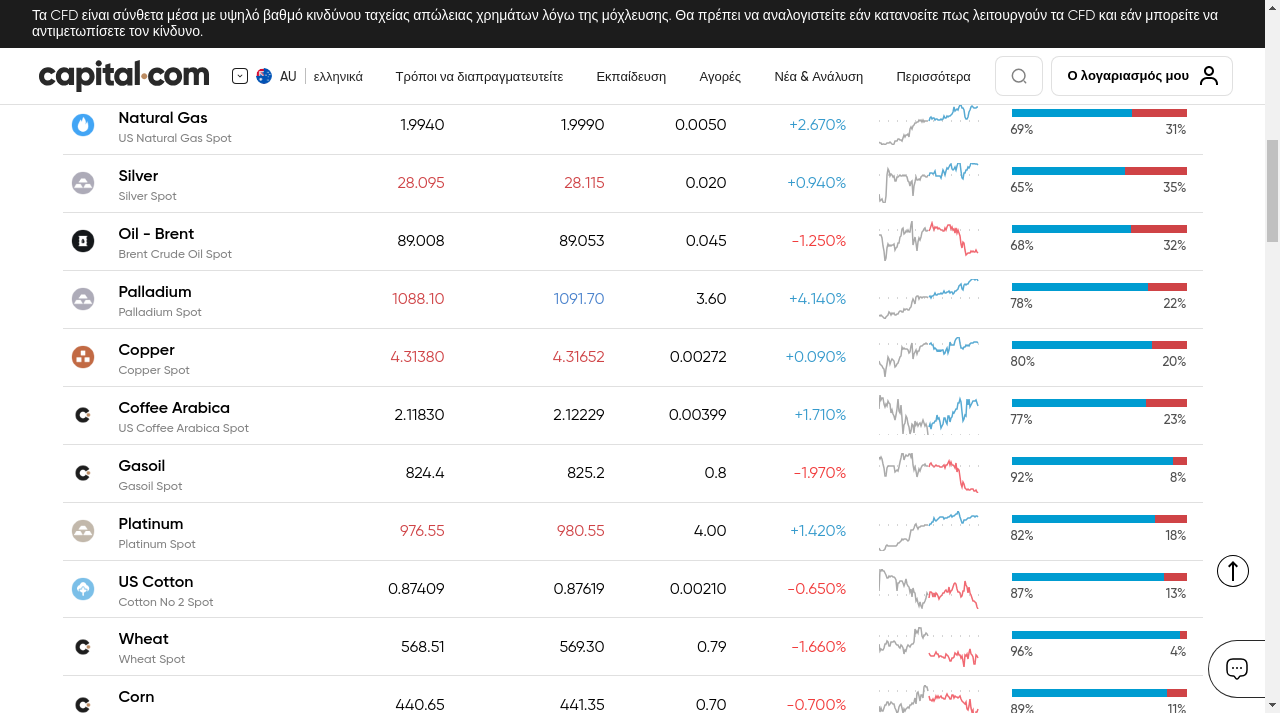 Τα CFD είναι σύνθετα μέσα με υψηλό βαθμό κινδύνου ταχείας απώλειας χρημάτων λόγω της μόχλευσης. Θα πρέπει να αναλογιστείτε εάν κατανοείτε πως λειτουργούν τα CFD και εάν μπορείτε να
αντιμετωπίσετε τον κίνδυνο.
capital.com AU ελληνικά Τρόποι να διαπραγματευτείτε Εκπαίδευση Αγορές Νέα & Ανάλυση Περισσότερα Ο λογαριασμός μου
Natural Gas 1.9940 1.9990 0.0050 +2.670%
US Natural Gas Spot 69% 31%
Silver 28.095 28.115 0.020 +0.940%
Silver Spot 65% 35%
Oil - Brent 89.008 89.053 0.045 -1.250%
Brent Crude Oil Spot 68% 32%
Palladium 1088.10 1091.70 3.60 +4.140%
Palladium Spot 78% 22%
Copper 4.31380 4.31652 0.00272 +0.090%
Copper Spot 80% 20%
Coffee Arabica 2.11830 2.12229 0.00399 +1.710%
US Coffee Arabica Spot 77% 23%
Gasoil 824.4 825.2 0.8 -1.970%
Gasoil Spot 92% 8%
Platinum 976.55 980.55 4.00 +1.420%
Platinum Spot 82% 18%
US Cotton 0.87409 0.87619 0.00210 -0.650%
Cotton No 2 Spot 87% 13%
Wheat 568.51 569.30 0.79 -1.660%
Wheat Spot 96% 4%
Corn 440.65 441.35 0.70 -0.700%
89% 11%